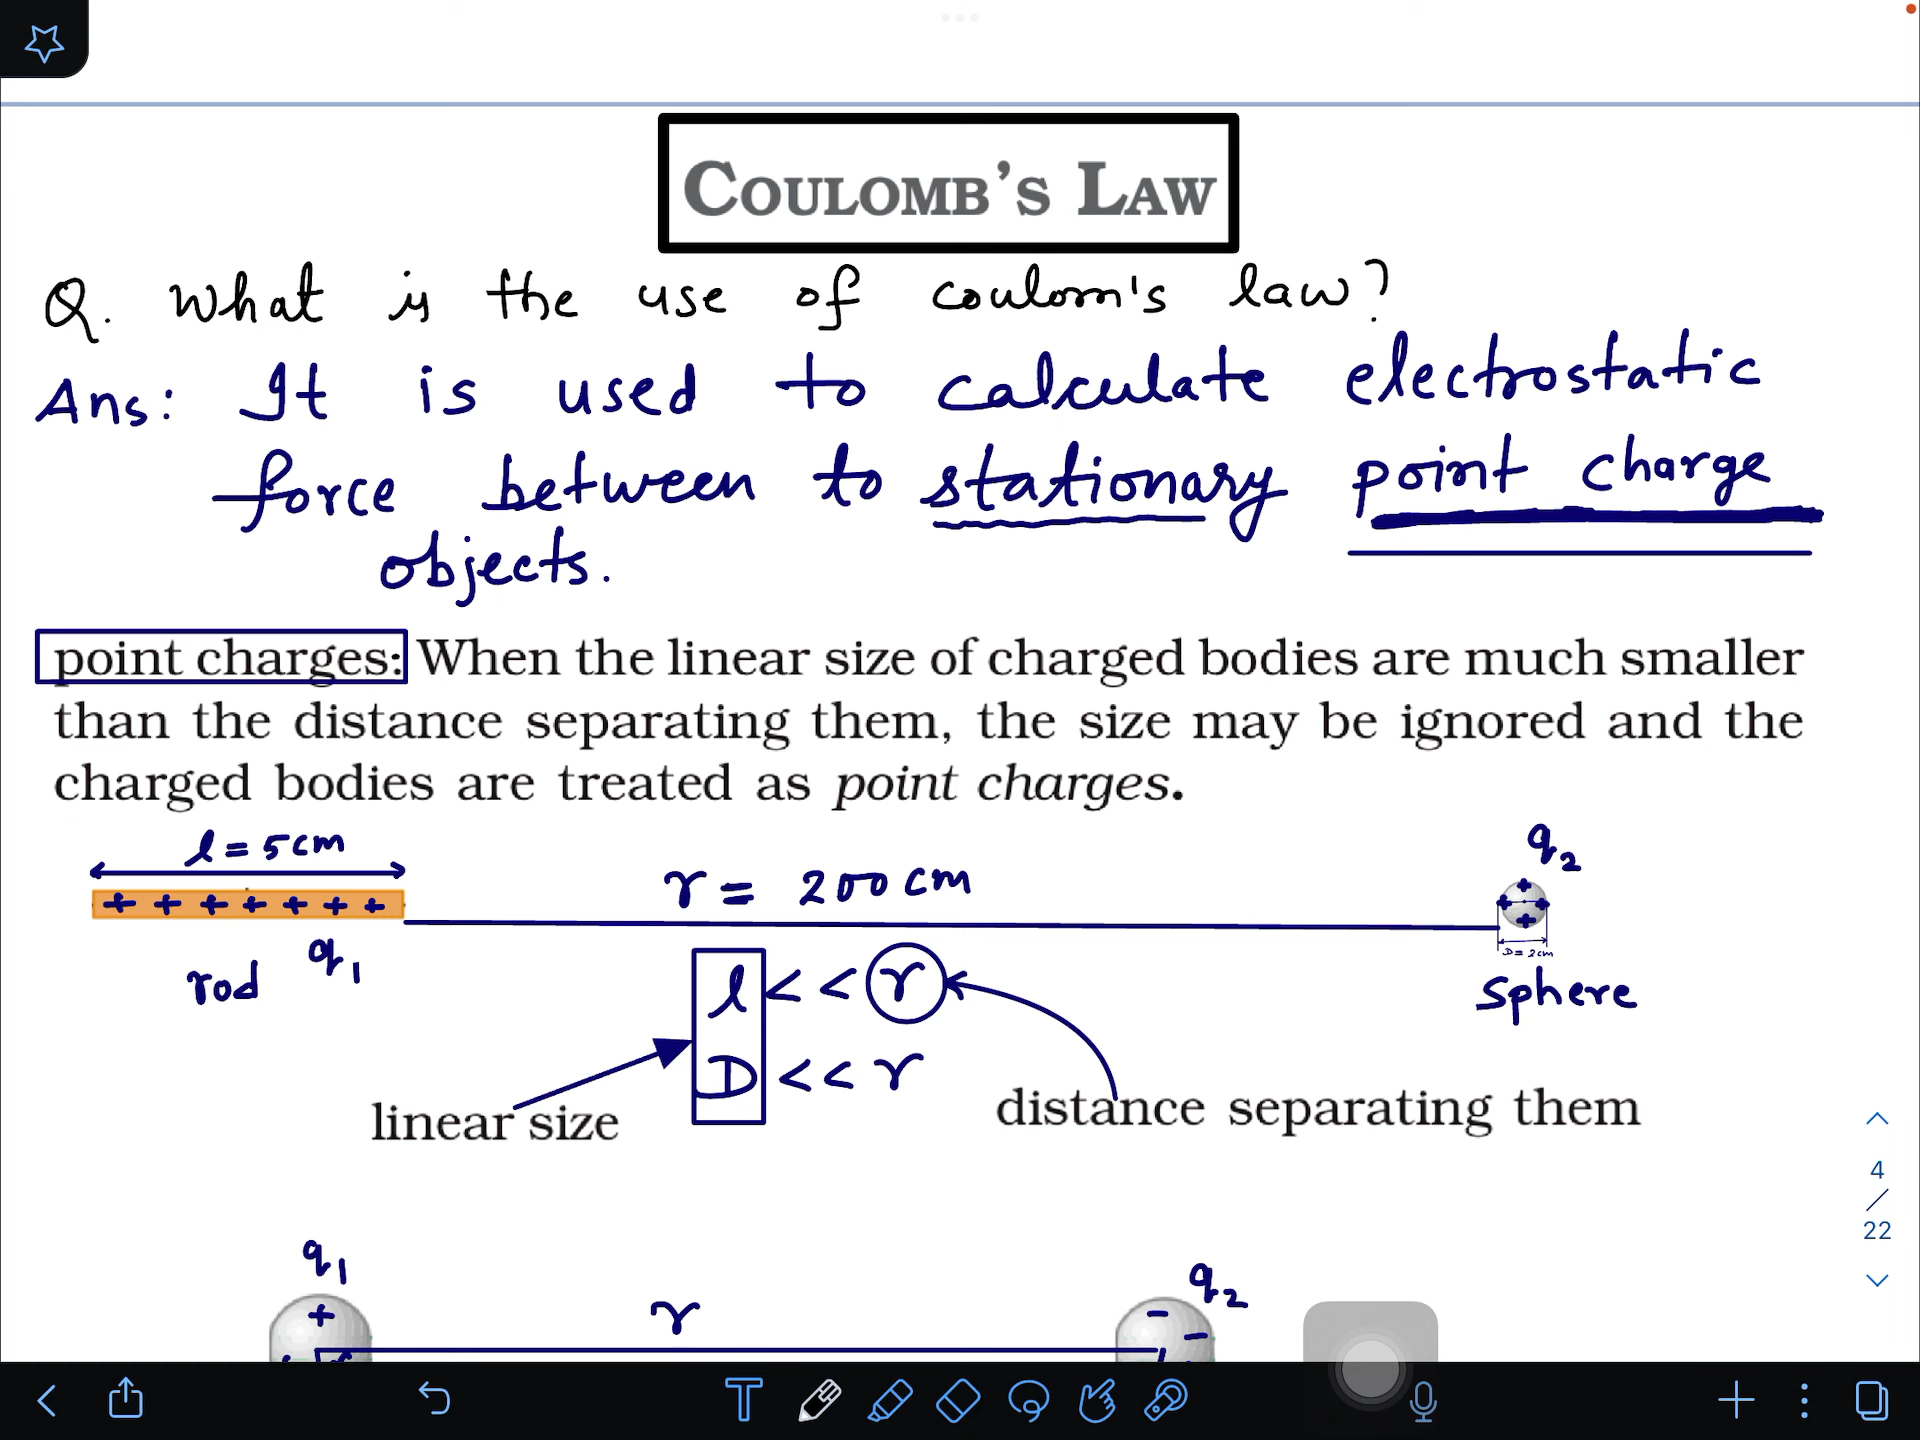 COULOMB'S LAW
Q. What is the use of coulom's law?
Ans: It is used to calculate electrostatic
force between to stationary point charge
objects.
point charges: When the linear size of charged bodies are much smaller
than the distance separating them, the size may be ignored and the
charged bodies are treated as point charges.
l = 5cm
q2
+ + + + + + +
r = 200 cm
+ + + +
D = 2cm
rod q1
sphere
l << r
D << r
linear size
distance separating them
4
/
22
q1
q2
r
+
- -
T